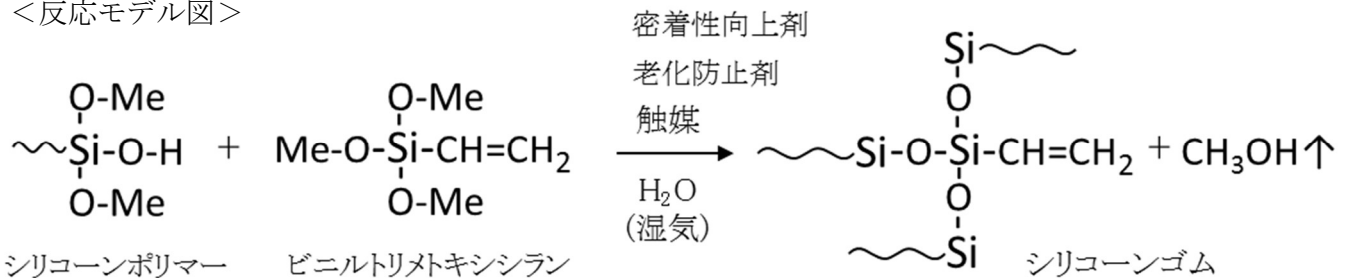 <反応モデル図>
密着性向上剤
老化防止剤
触媒
H₂O
(湿気)
O-Me
Si-O-H
O-Me
+
O-Me
Me-O-Si-CH=CH₂
O-Me
Si
O
Si-O-Si-CH=CH₂
O
Si
+ CH₃OH↑
シリコーンポリマー
ビニルトリメトキシシラン
シリコーンゴム